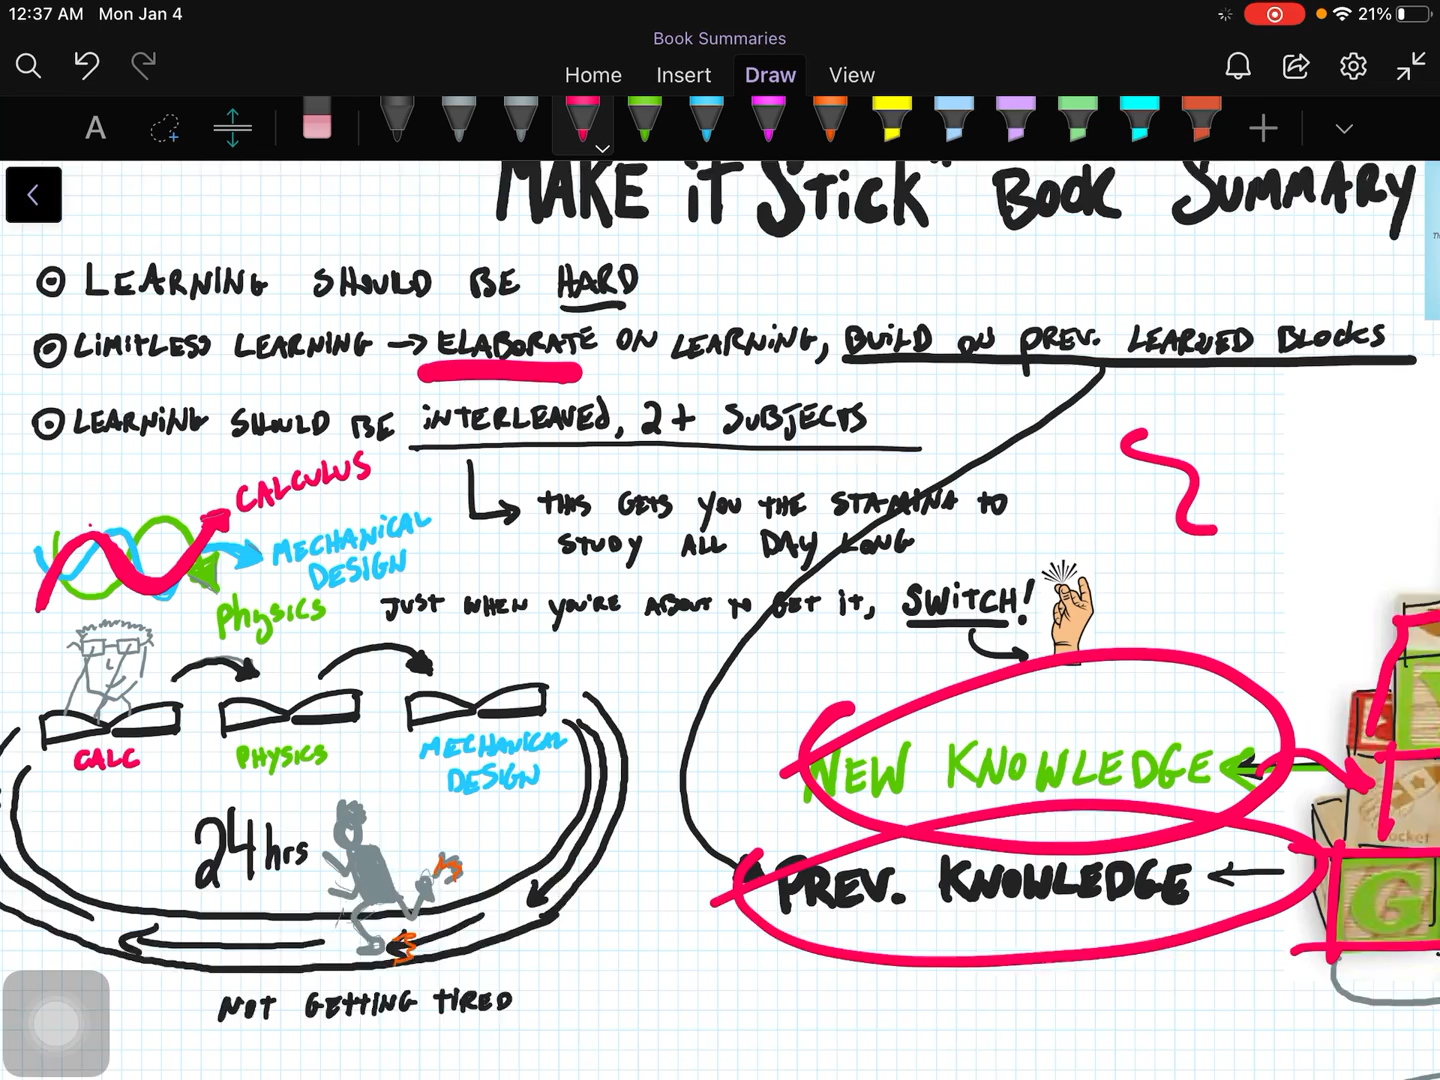 12:37 AM Mon Jan 4
21%
Book Summaries
Home Insert Draw View
A
MAKE iT STicK" BOOK SUMMARY
LEARNING SHOULD BE HARD
LIMITLESS LEARNING → ELABORATE ON LEARNING, BUILD ON PREV. LEARNED BLOCKS
LEARNING SHOULD BE iNTERLEAVED, 2+ SUBJECTS
CALCULUS
MECHANICAL
DESIGN
Physics
THIS GETS YOU THE STAMINA TO
STUDY ALL DAY LONG
JUST WHEN YOU'RE ABOUT TO GET IT, SWITCH!
CALC
PHYSICS
MECHANICAL
DESIGN
24 hrs
NOT GETTING TIRED
NEW KNOWLEDGE
PREV. KNOWLEDGE
G